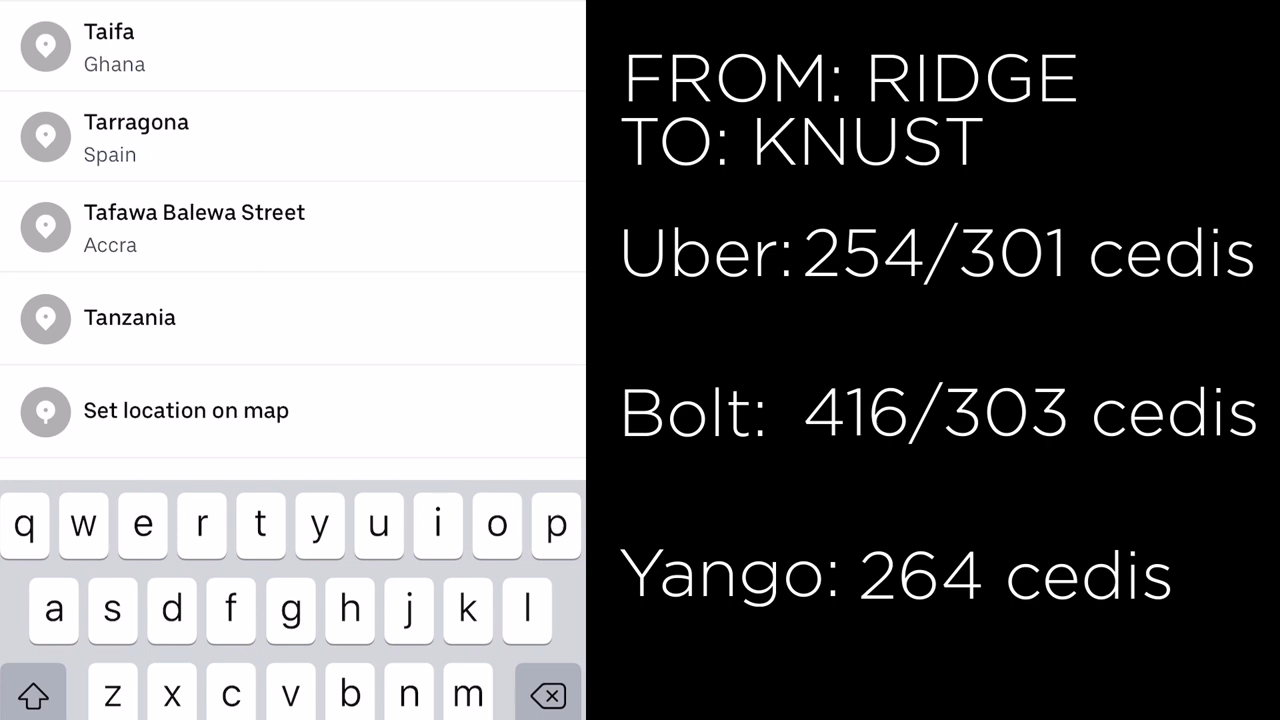 Taifa
Ghana
Tarragona
Spain
Tafawa Balewa Street
Accra
Tanzania
Set location on map
q w e r t y u i o p
a s d f g h j k l
z x c v b n m
FROM: RIDGE
TO: KNUST
Uber: 254/301 cedis
Bolt: 416/303 cedis
Yango: 264 cedis